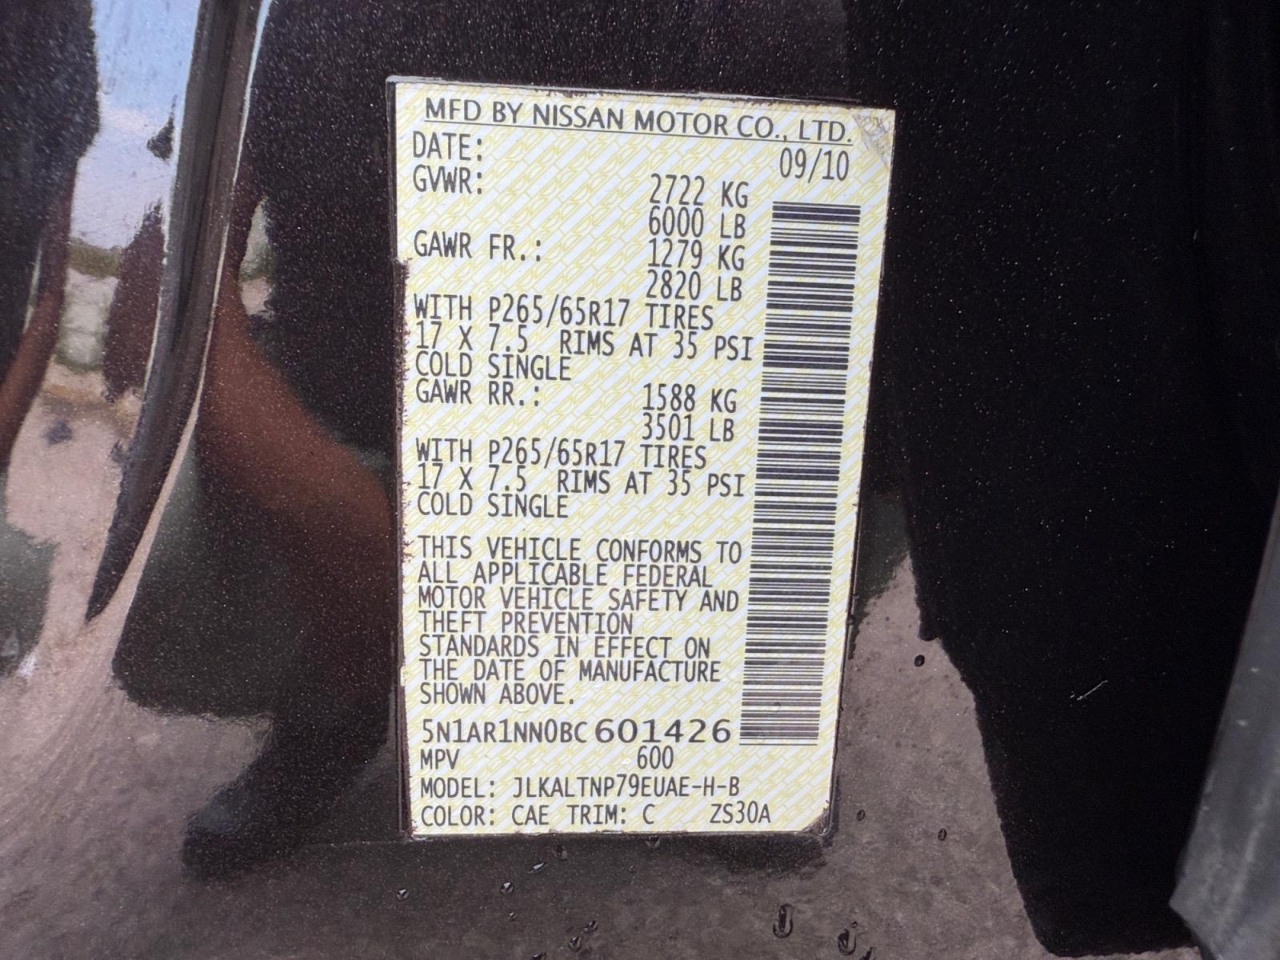 MFD BY NISSAN MOTOR CO., LTD.
DATE: 09/10
GVWR: 2722 KG
6000 LB
GAWR FR.: 1279 KG
2820 LB
WITH P265/65R17 TIRES
17 X 7.5 RIMS AT 35 PSI
COLD SINGLE
GAWR RR.: 1588 KG
3501 LB
WITH P265/65R17 TIRES
17 X 7.5 RIMS AT 35 PSI
COLD SINGLE
THIS VEHICLE CONFORMS TO
ALL APPLICABLE FEDERAL
MOTOR VEHICLE SAFETY AND
THEFT PREVENTION
STANDARDS IN EFFECT ON
THE DATE OF MANUFACTURE
SHOWN ABOVE.
5N1AR1NN0BC601426
MPV 600
MODEL: JLKALTNP79EUAE-H-B
COLOR: CAE TRIM: C ZS30A